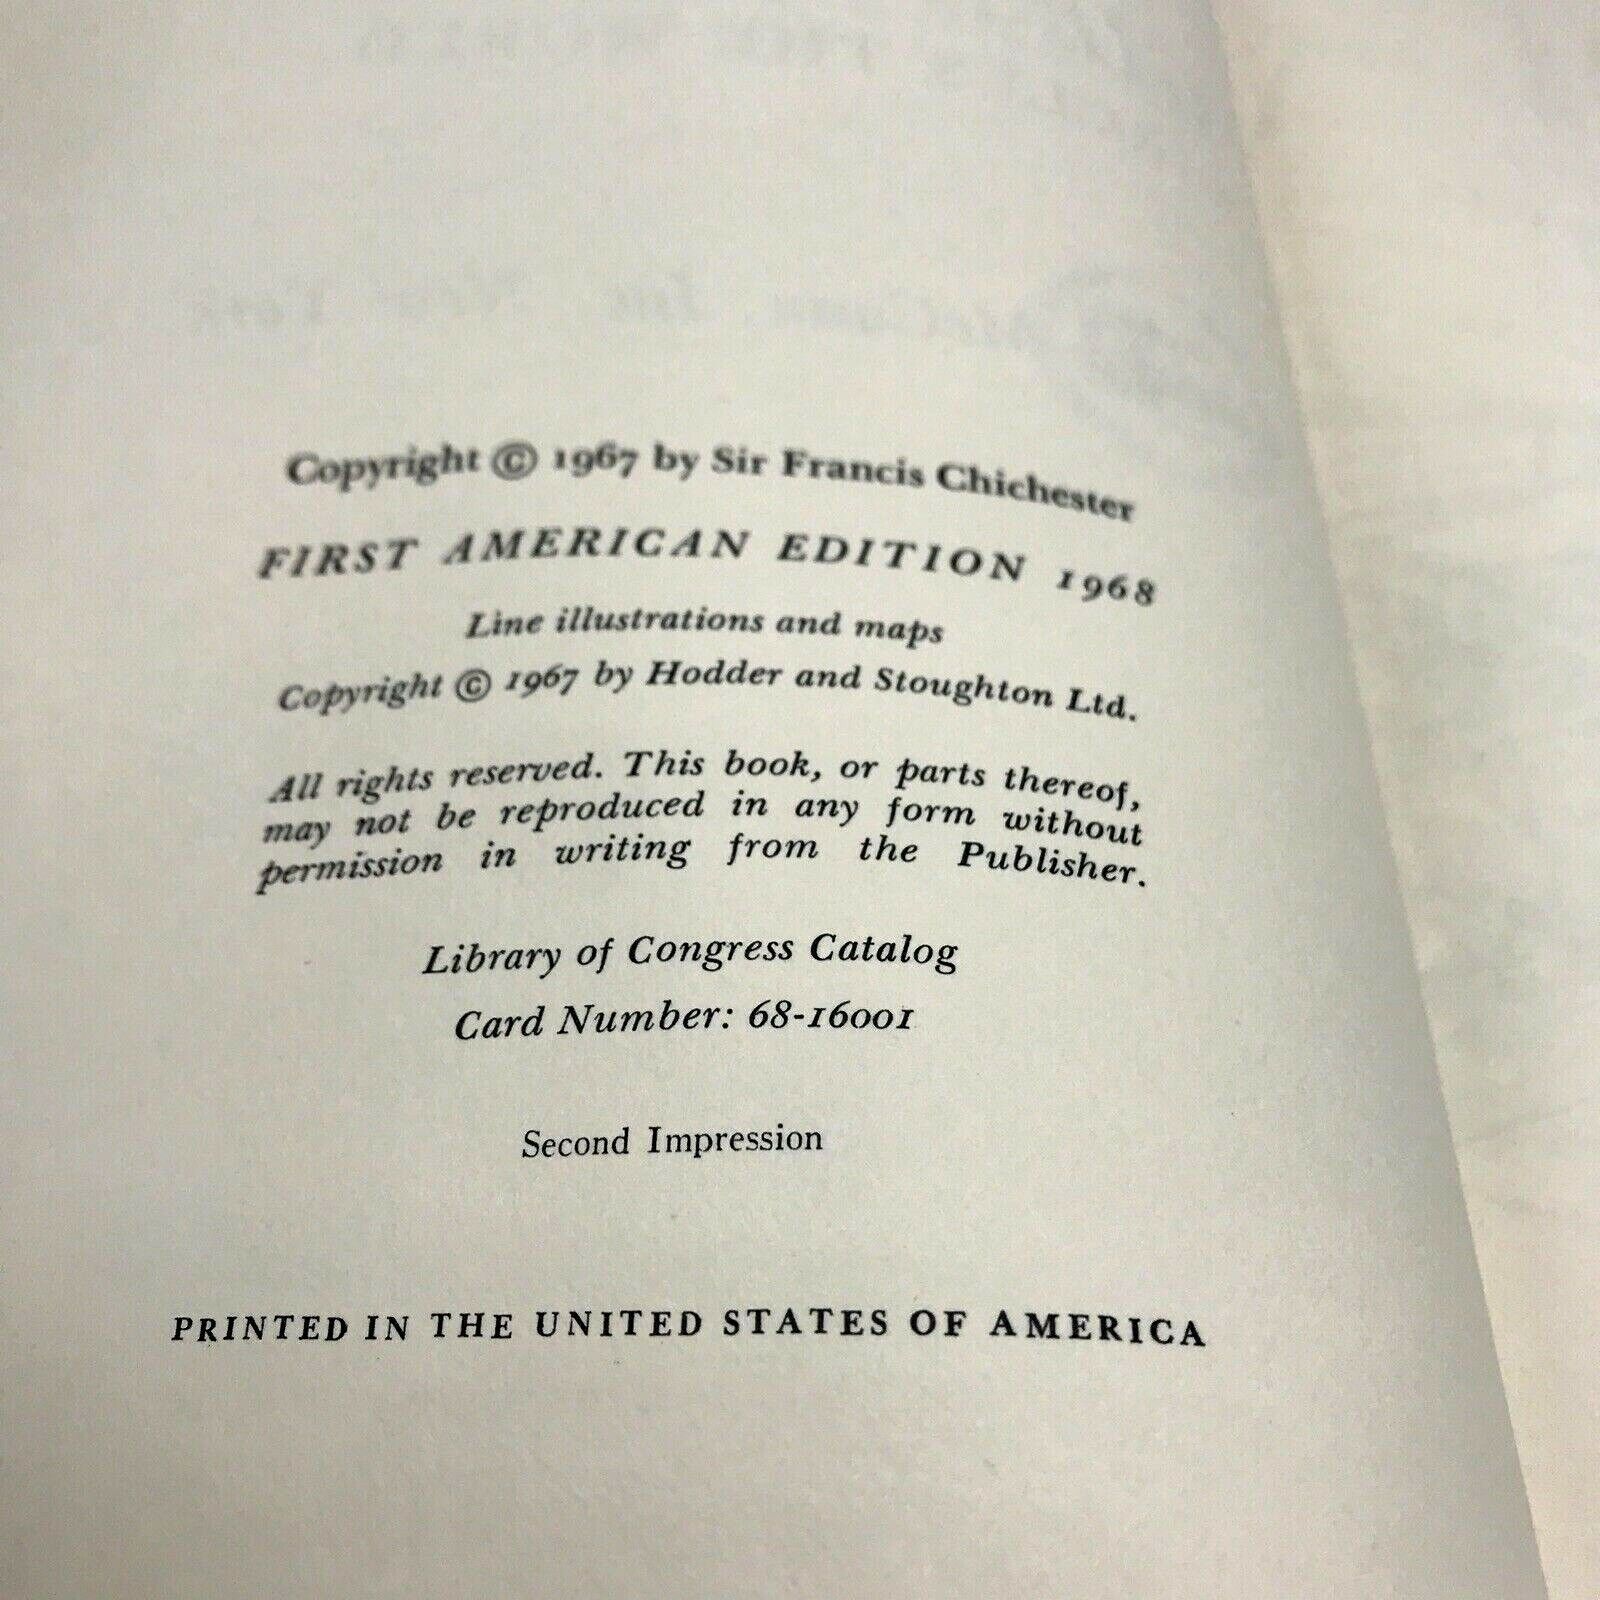 Copyright © 1967 by Sir Francis Chichester
FIRST AMERICAN EDITION 1968
Line illustrations and maps
Copyright © 1967 by Hodder and Stoughton Ltd.
All rights reserved. This book, or parts thereof,
may not be reproduced in any form without
permission in writing from the Publisher.
Library of Congress Catalog
Card Number: 68-16001
Second Impression
PRINTED IN THE UNITED STATES OF AMERICA